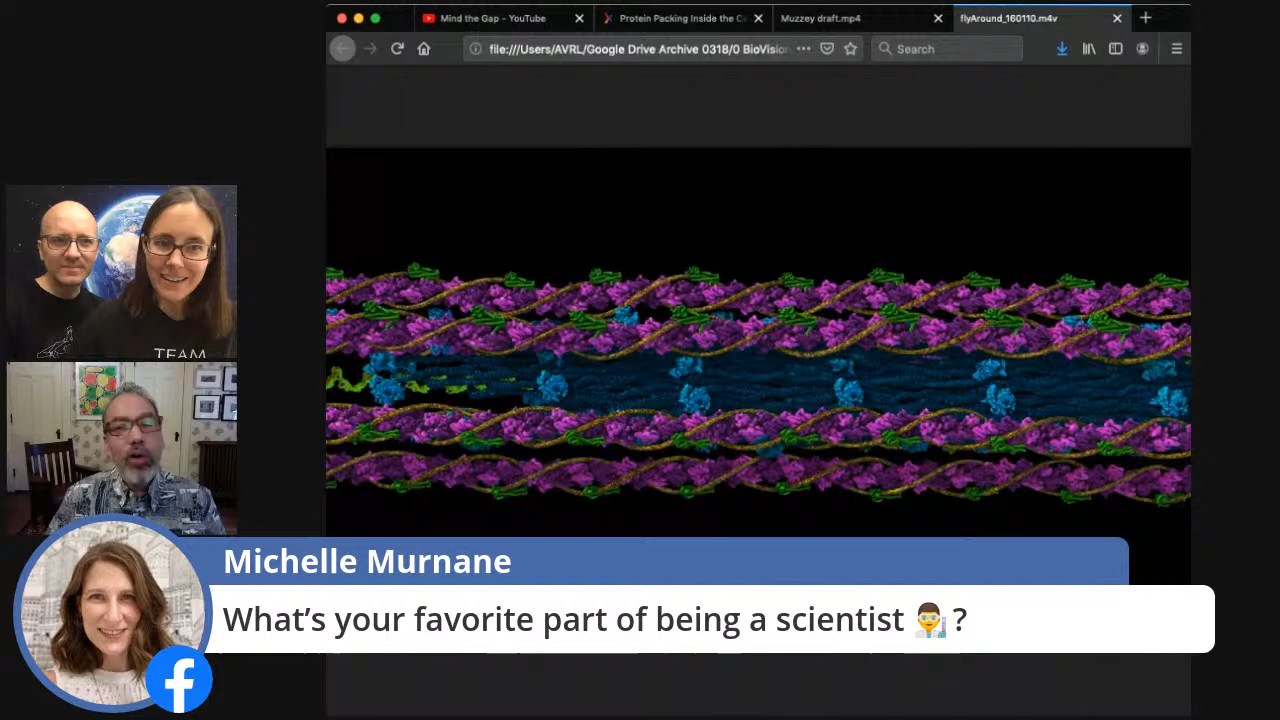 Mind the Gap - YouTube
Protein Packing Inside the Ce
Muzzey draft.mp4
flyAround_160110.m4v
file:///Users/AVRL/Google Drive Archive 0318/0 BioVision
Search
TEAM
Michelle Murnane
What's your favorite part of being a scientist 👨‍🔬?